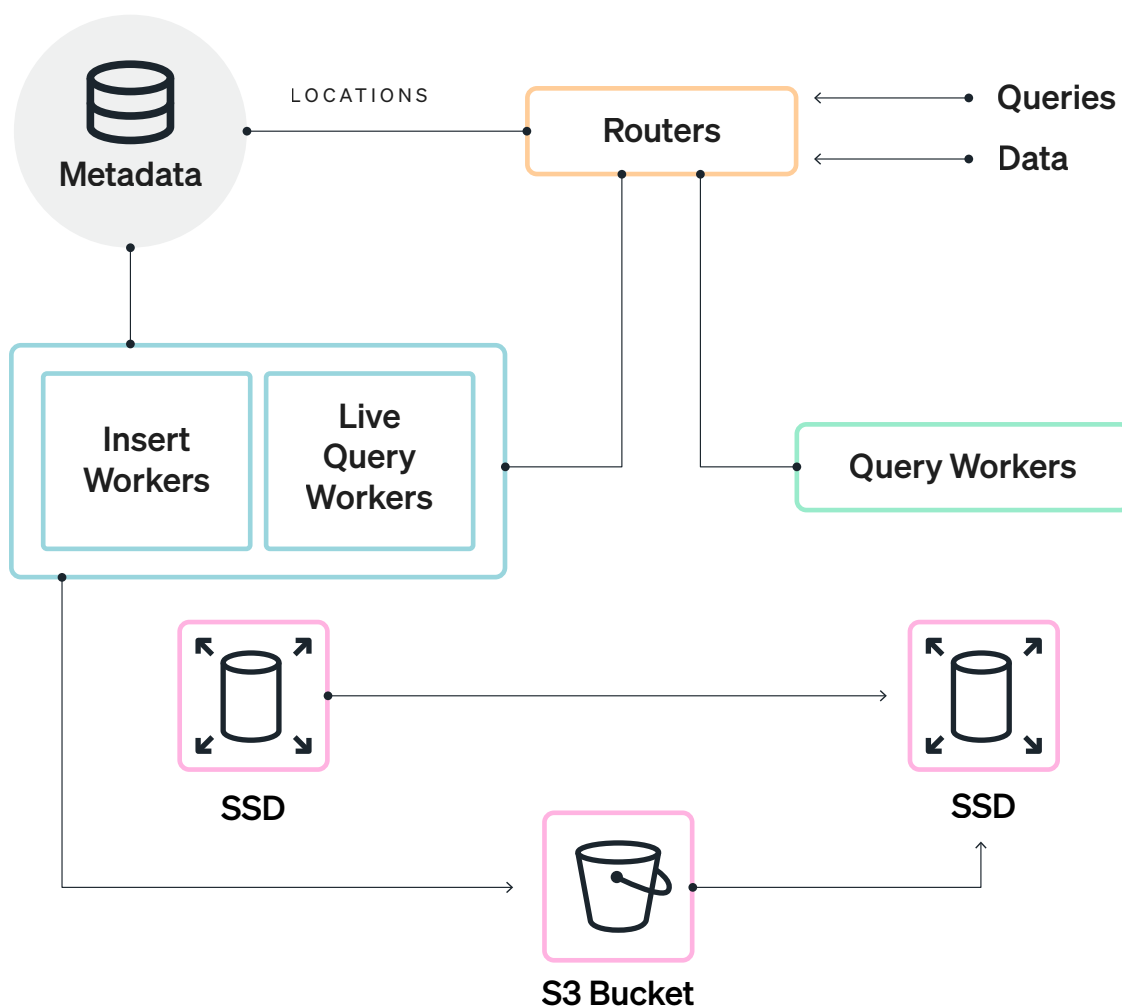 LOCATIONS
Queries
Routers
Data
Metadata
Insert
Workers
Live
Query
Workers
Query Workers
SSD
SSD
S3 Bucket